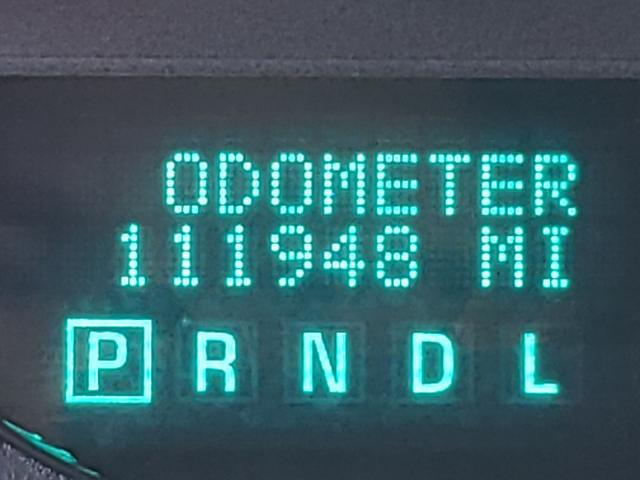 ODOMETER
111948 MI
P R N D L